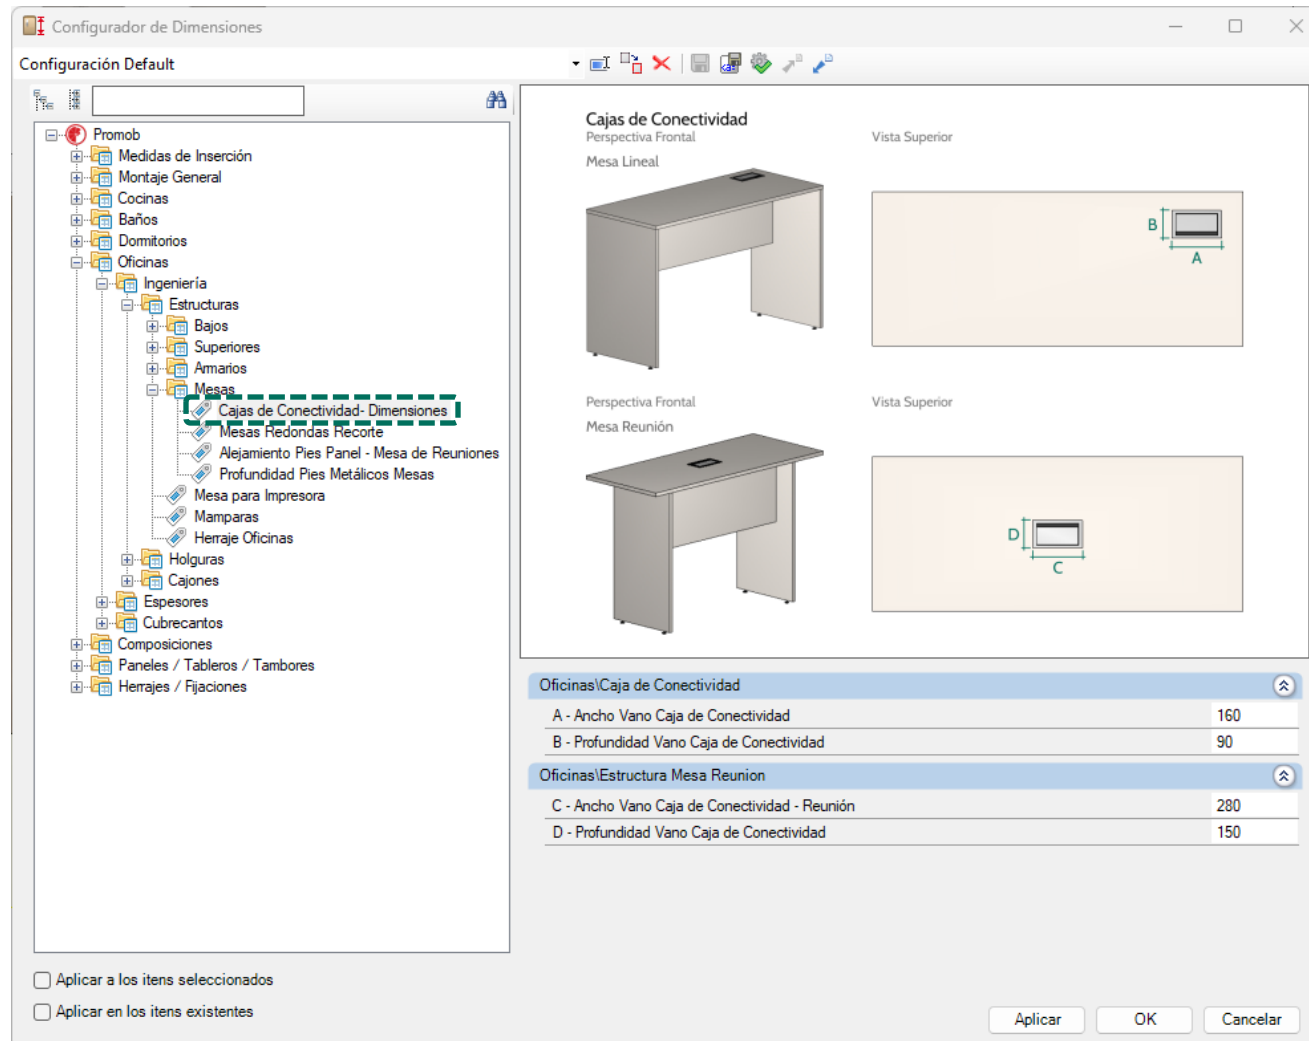 Configurador de Dimensiones
Configuración Default
Promob
Medidas de Inserción
Montaje General
Cocinas
Baños
Dormitorios
Oficinas
Ingeniería
Estructuras
Bajos
Superiores
Armarios
Mesas
Cajas de Conectividad- Dimensiones
Mesas Redondas Recorte
Alejamiento Pies Panel - Mesa de Reuniones
Profundidad Pies Metálicos Mesas
Mesa para Impresora
Mamparas
Herraje Oficinas
Holguras
Cajones
Espesores
Cubrecantos
Composiciones
Paneles / Tableros / Tambores
Herrajes / Fijaciones
Aplicar a los itens seleccionados
Aplicar en los itens existentes
Cajas de Conectividad
Perspectiva Frontal
Vista Superior
Mesa Lineal
B
A
Perspectiva Frontal
Vista Superior
Mesa Reunión
D
C
Oficinas\Caja de Conectividad
A - Ancho Vano Caja de Conectividad 160
B - Profundidad Vano Caja de Conectividad 90
Oficinas\Estructura Mesa Reunion
C - Ancho Vano Caja de Conectividad - Reunión 280
D - Profundidad Vano Caja de Conectividad 150
Aplicar OK Cancelar